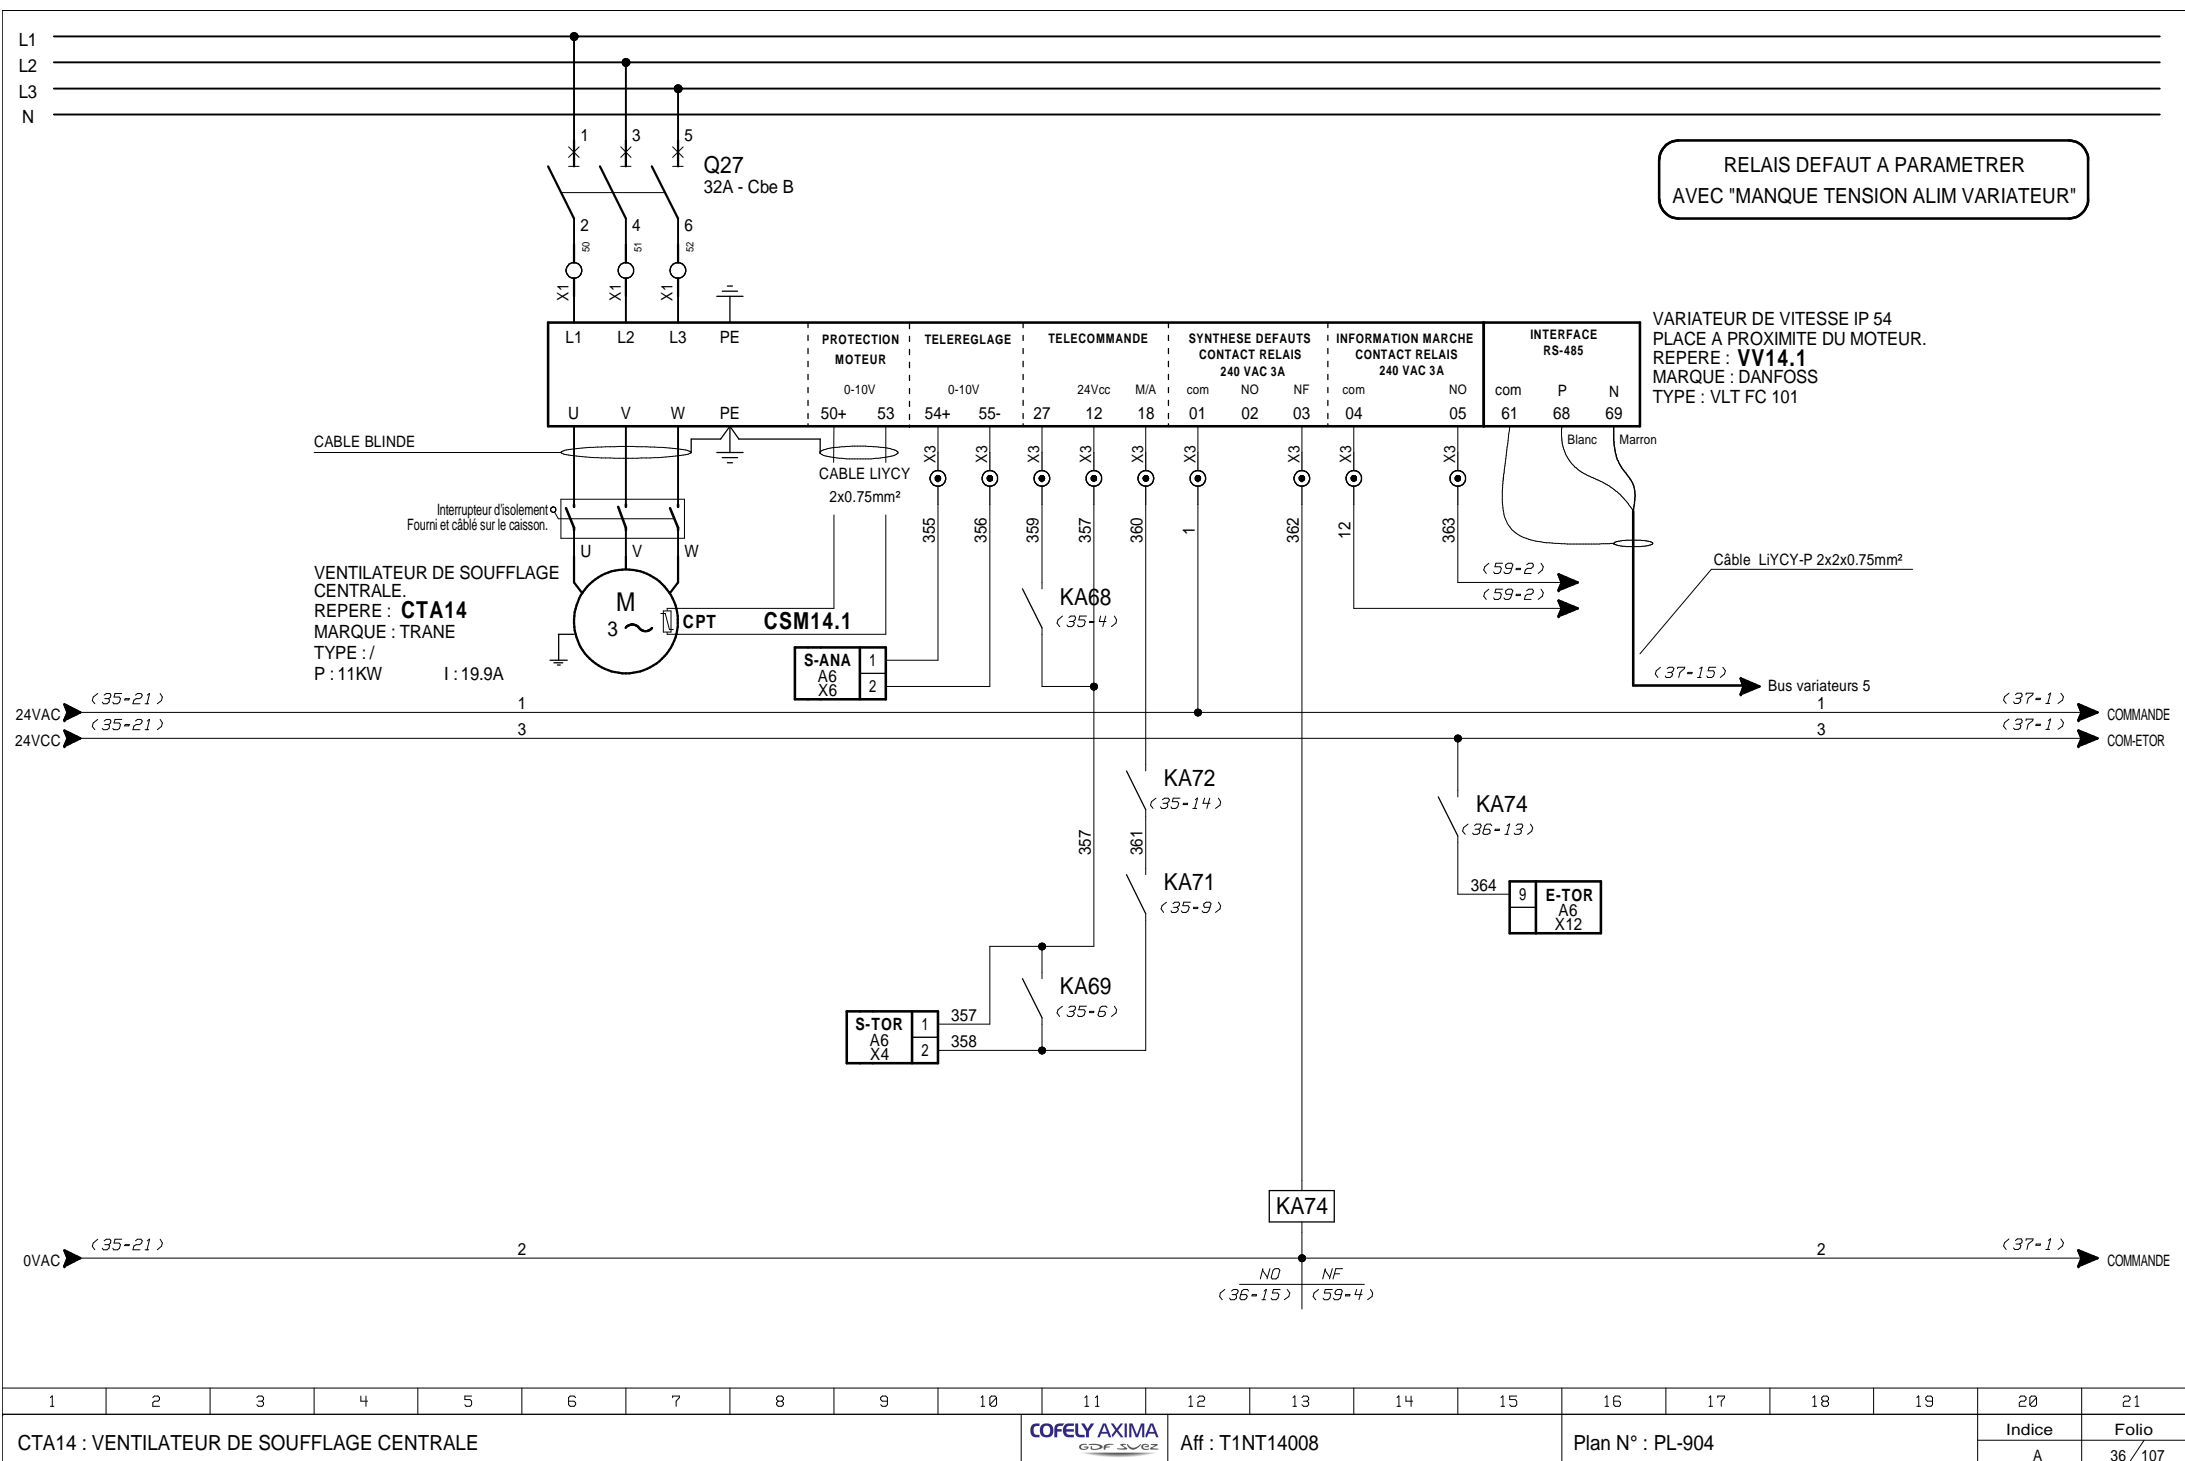 L1
L2
L3
N
1 3 5
Q27
32A - Cbe B
2 4 6
50 51 52
X1 X1 X1
RELAIS DEFAUT A PARAMETRER
AVEC "MANQUE TENSION ALIM VARIATEUR"
L1 L2 L3 PE
PROTECTION
MOTEUR
0-10V
TELEREGLAGE
0-10V
TELECOMMANDE
24Vcc M/A
SYNTHESE DEFAUTS
CONTACT RELAIS
240 VAC 3A
com NO NF
INFORMATION MARCHE
CONTACT RELAIS
240 VAC 3A
com NO
INTERFACE
RS-485
com P N
U V W PE 50+ 53 54+ 55- 27 12 18 01 02 03 04 05 61 68 69
VARIATEUR DE VITESSE IP 54
PLACE A PROXIMITE DU MOTEUR.
REPERE : VV14.1
MARQUE : DANFOSS
TYPE : VLT FC 101
CABLE BLINDE
CABLE LIYCY
2x0.75mm²
X3 X3 X3 X3 X3 X3 X3 X3 X3
Blanc Marron
Interrupteur d'isolement
Fourni et câblé sur le caisson.
U V W
355 356 359 357 360 1 362 12 363
(59-2)
(59-2)
Câble LiYCY-P 2x2x0.75mm²
VENTILATEUR DE SOUFFLAGE
CENTRALE.
REPERE : CTA14
MARQUE : TRANE
TYPE : /
P : 11KW I : 19.9A
M
3
CPT
CSM14.1
KA68
(35-4)
S-ANA 1
A6
X6 2
(37-15)
Bus variateurs 5
24VAC (35-21) 1 1 (37-1) COMMANDE
24VCC (35-21) 3 3 (37-1) COM-ETOR
KA72
(35-14)
KA74
(36-13)
357 361
KA71
(35-9)
364 9 E-TOR
A6
X12
KA69
(35-6)
S-TOR 1 357
A6
X4 2 358
KA74
0VAC (35-21) 2 2 (37-1) COMMANDE
NO NF
(36-15) (59-4)
1 2 3 4 5 6 7 8 9 10 11 12 13 14 15 16 17 18 19 20 21
CTA14 : VENTILATEUR DE SOUFFLAGE CENTRALE
COFELY AXIMA
GDF SUEZ
Aff : T1NT14008
Plan N° : PL-904
Indice
A
Folio
36/107